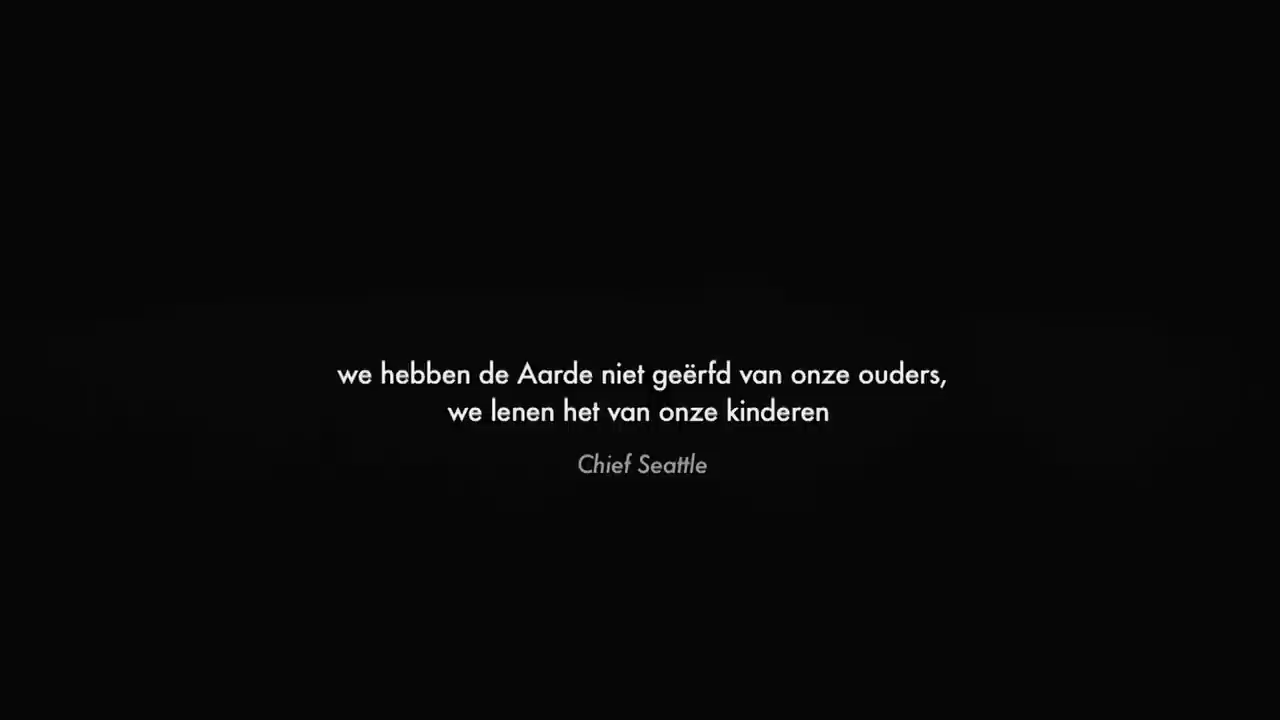 we hebben de Aarde niet geërfd van onze ouders,
we lenen het van onze kinderen
Chief Seattle